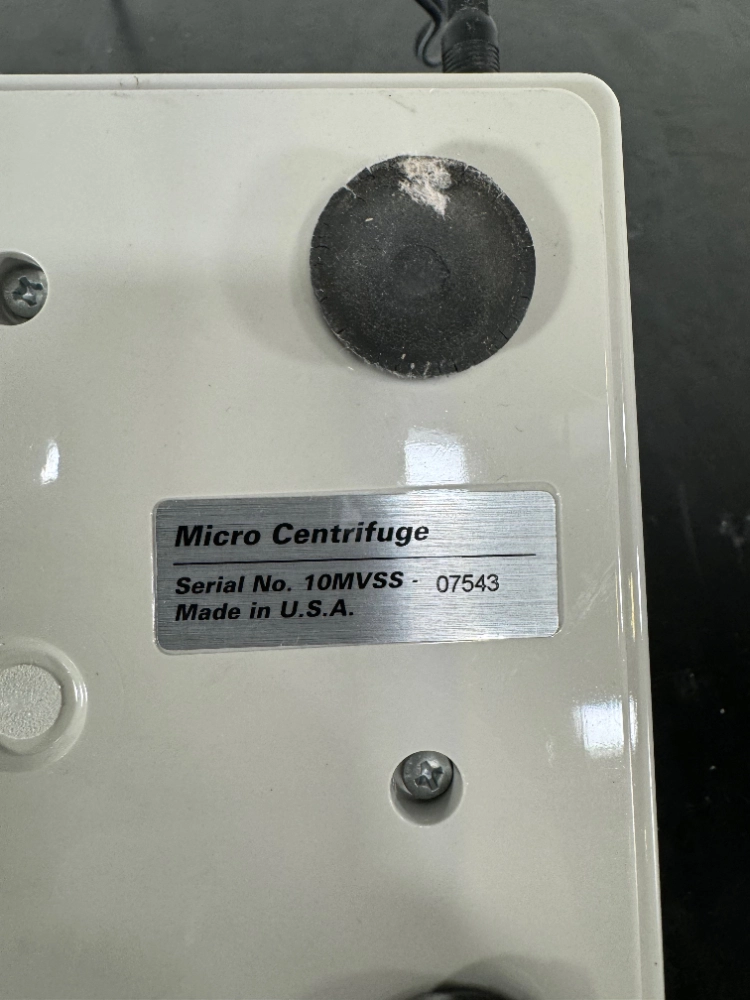 Micro Centrifuge
Serial No. 10MVSS - 07543
Made in U.S.A.